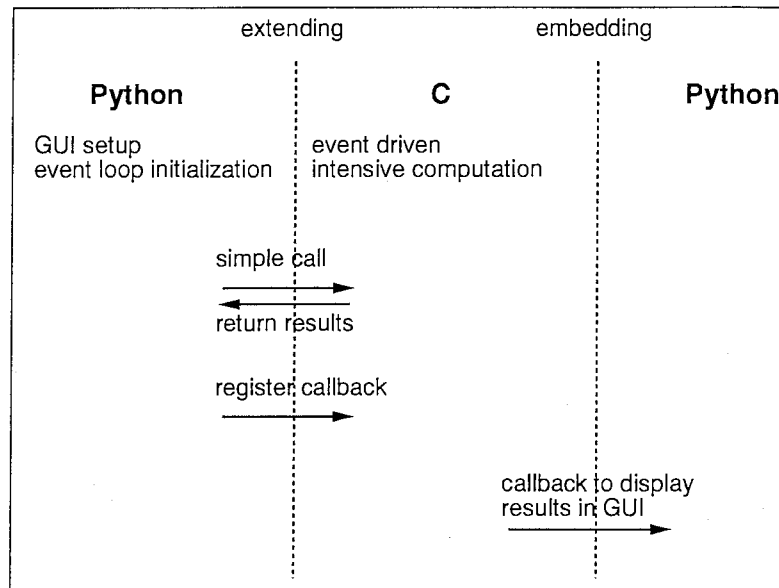 extending
embedding
Python
C
Python
GUI setup
event loop initialization
event driven
intensive computation
simple call
return results
register callback
callback to display
results in GUI